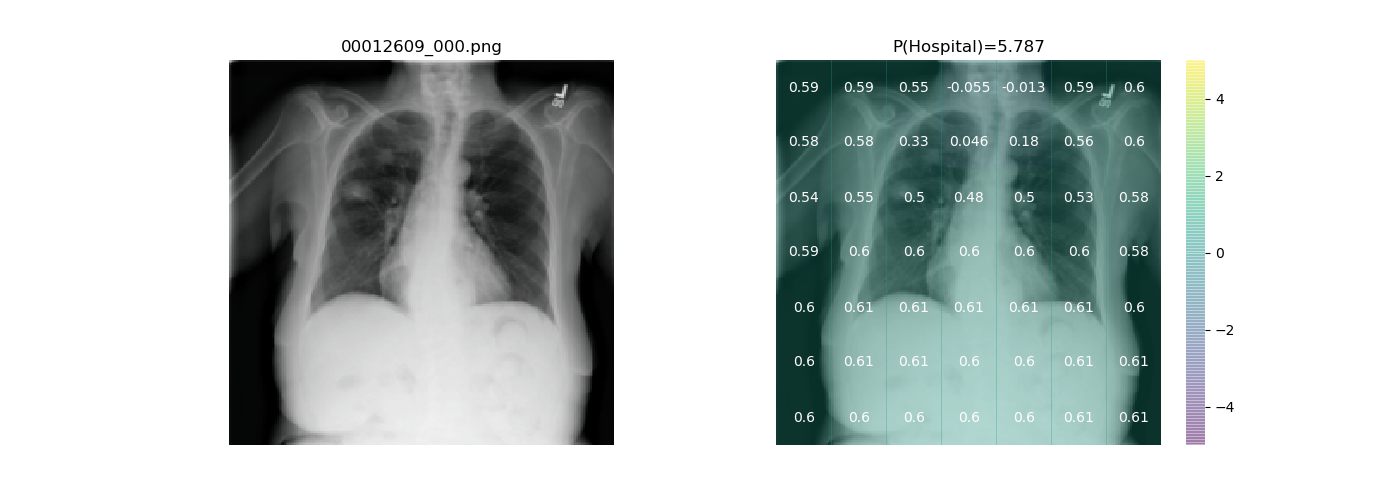 00012609_000.png
P(Hospital)=5.787
0.59 0.59 0.55 -0.055 -0.013 0.59 0.6
0.58 0.58 0.33 0.046 0.18 0.56 0.6
0.54 0.55 0.5 0.48 0.5 0.53 0.58
0.59 0.6 0.6 0.6 0.6 0.6 0.58
0.6 0.61 0.61 0.61 0.61 0.61 0.6
0.6 0.61 0.61 0.6 0.6 0.61 0.61
0.6 0.6 0.6 0.6 0.6 0.61 0.61
4
2
0
−2
−4
L